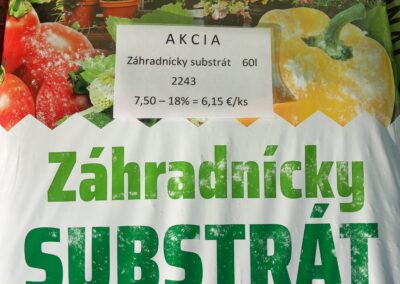 AKCIA
Záhradnícky substrát 60l
2243
7,50 – 18% = 6,15 €/ks
Záhradnícky
SUBSTRÁT